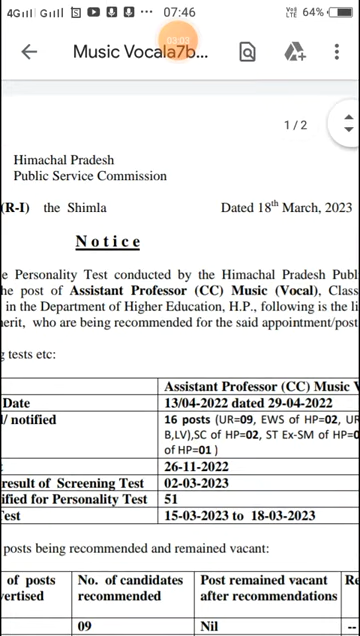 4G G 07:46 64%
03:03
Music Vocala7b...
1 / 2
Himachal Pradesh
Public Service Commission
(R-I) the Shimla Dated 18th March, 2023
Notice
e Personality Test conducted by the Himachal Pradesh Publ
he post of Assistant Professor (CC) Music (Vocal), Class
in the Department of Higher Education, H.P., following is the li
erit, who are being recommended for the said appointment/post
g tests etc:
Assistant Professor (CC) Music V
Date 13/04-2022 dated 29-04-2022
/ notified 16 posts (UR=09, EWS of HP=02, UR
B,LV),SC of HP=02, ST Ex-SM of HP=0
of HP=01 )
26-11-2022
result of Screening Test 02-03-2023
ified for Personality Test 51
Test 15-03-2023 to 18-03-2023
posts being recommended and remained vacant:
of posts No. of candidates Post remained vacant Re
ertised recommended after recommendations
09 Nil --